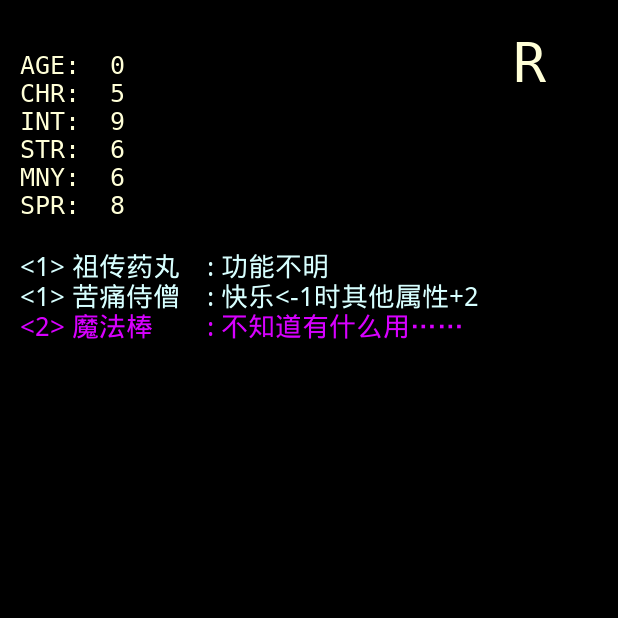 R
AGE: 0
CHR: 5
INT: 9
STR: 6
MNY: 6
SPR: 8
<1> 祖传药丸 : 功能不明
<1> 苦痛侍僧 : 快乐<-1时其他属性+2
<2> 魔法棒 : 不知道有什么用……